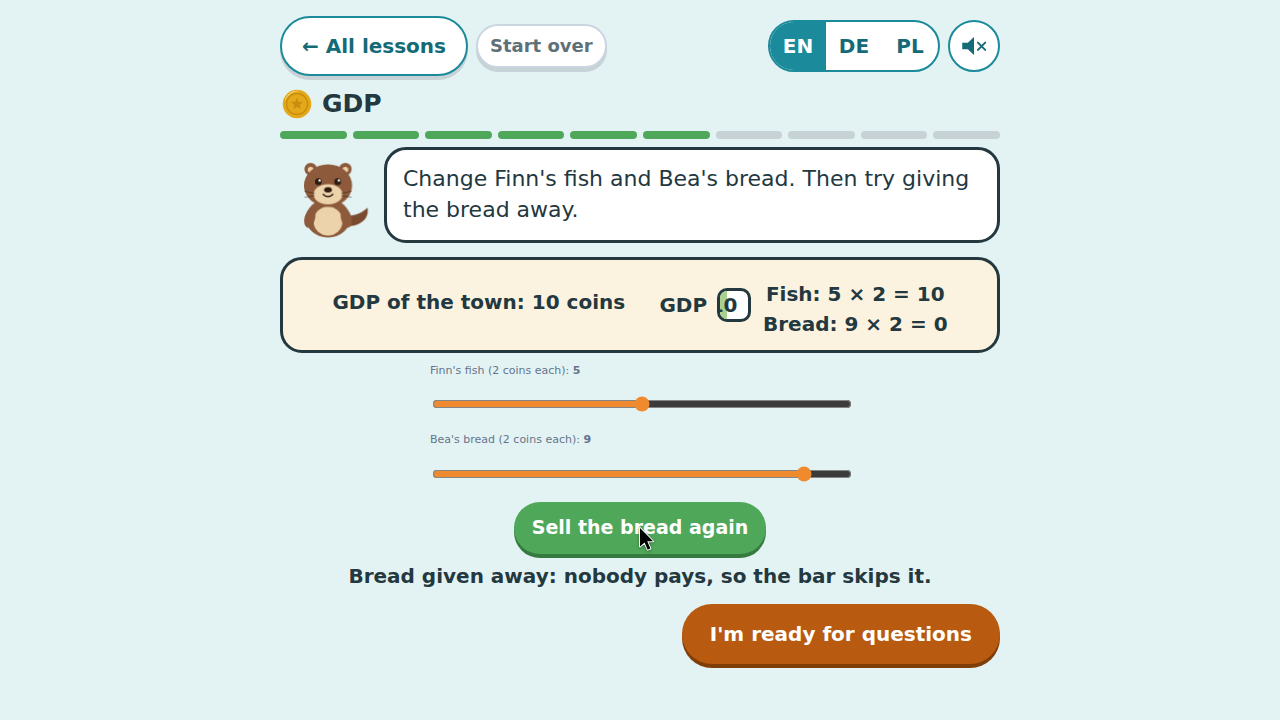 ← All lessons
Start over
EN DE PL
GDP
Change Finn's fish and Bea's bread. Then try giving
the bread away.
GDP of the town: 10 coins
GDP
Fish: 5 × 2 = 10
Bread: 9 × 2 = 0
Finn's fish (2 coins each): 5
Bea's bread (2 coins each): 9
Sell the bread again
Bread given away: nobody pays, so the bar skips it.
I'm ready for questions